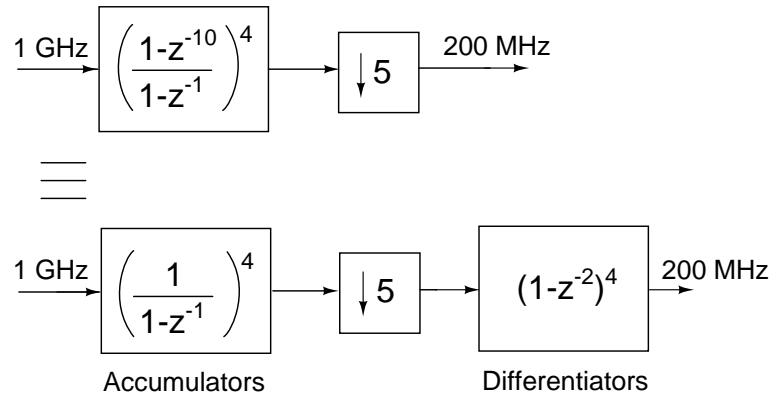 1 GHz (1-z⁻¹⁰ / 1-z⁻¹)⁴ ↓5 200 MHz
1 GHz (1 / 1-z⁻¹)⁴ ↓5 (1-z⁻²)⁴ 200 MHz
Accumulators Differentiators